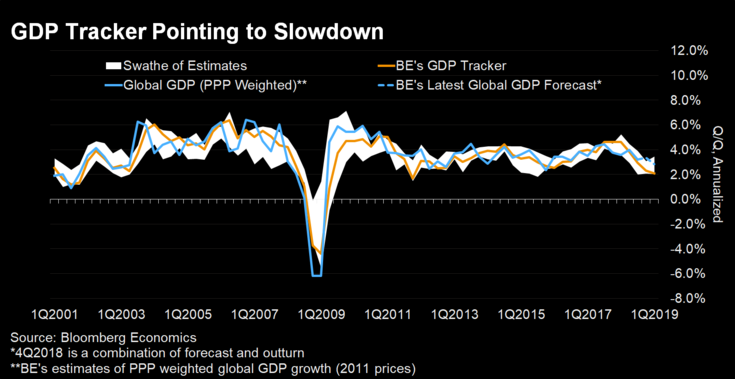 GDP Tracker Pointing to Slowdown
12.0%
Swathe of Estimates
BE's GDP Tracker
10.0%
Global GDP (PPP Weighted)**
BE's Latest Global GDP Forecast*
8.0%
6.0%
4.0%
2.0%
0.0%
-2.0%
-4.0%
-6.0%
-8.0%
Q/Q, Annualized
1Q2001 1Q2003 1Q2005 1Q2007 1Q2009 1Q2011 1Q2013 1Q2015 1Q2017 1Q2019
Source: Bloomberg Economics
*4Q2018 is a combination of forecast and outturn
**BE's estimates of PPP weighted global GDP growth (2011 prices)